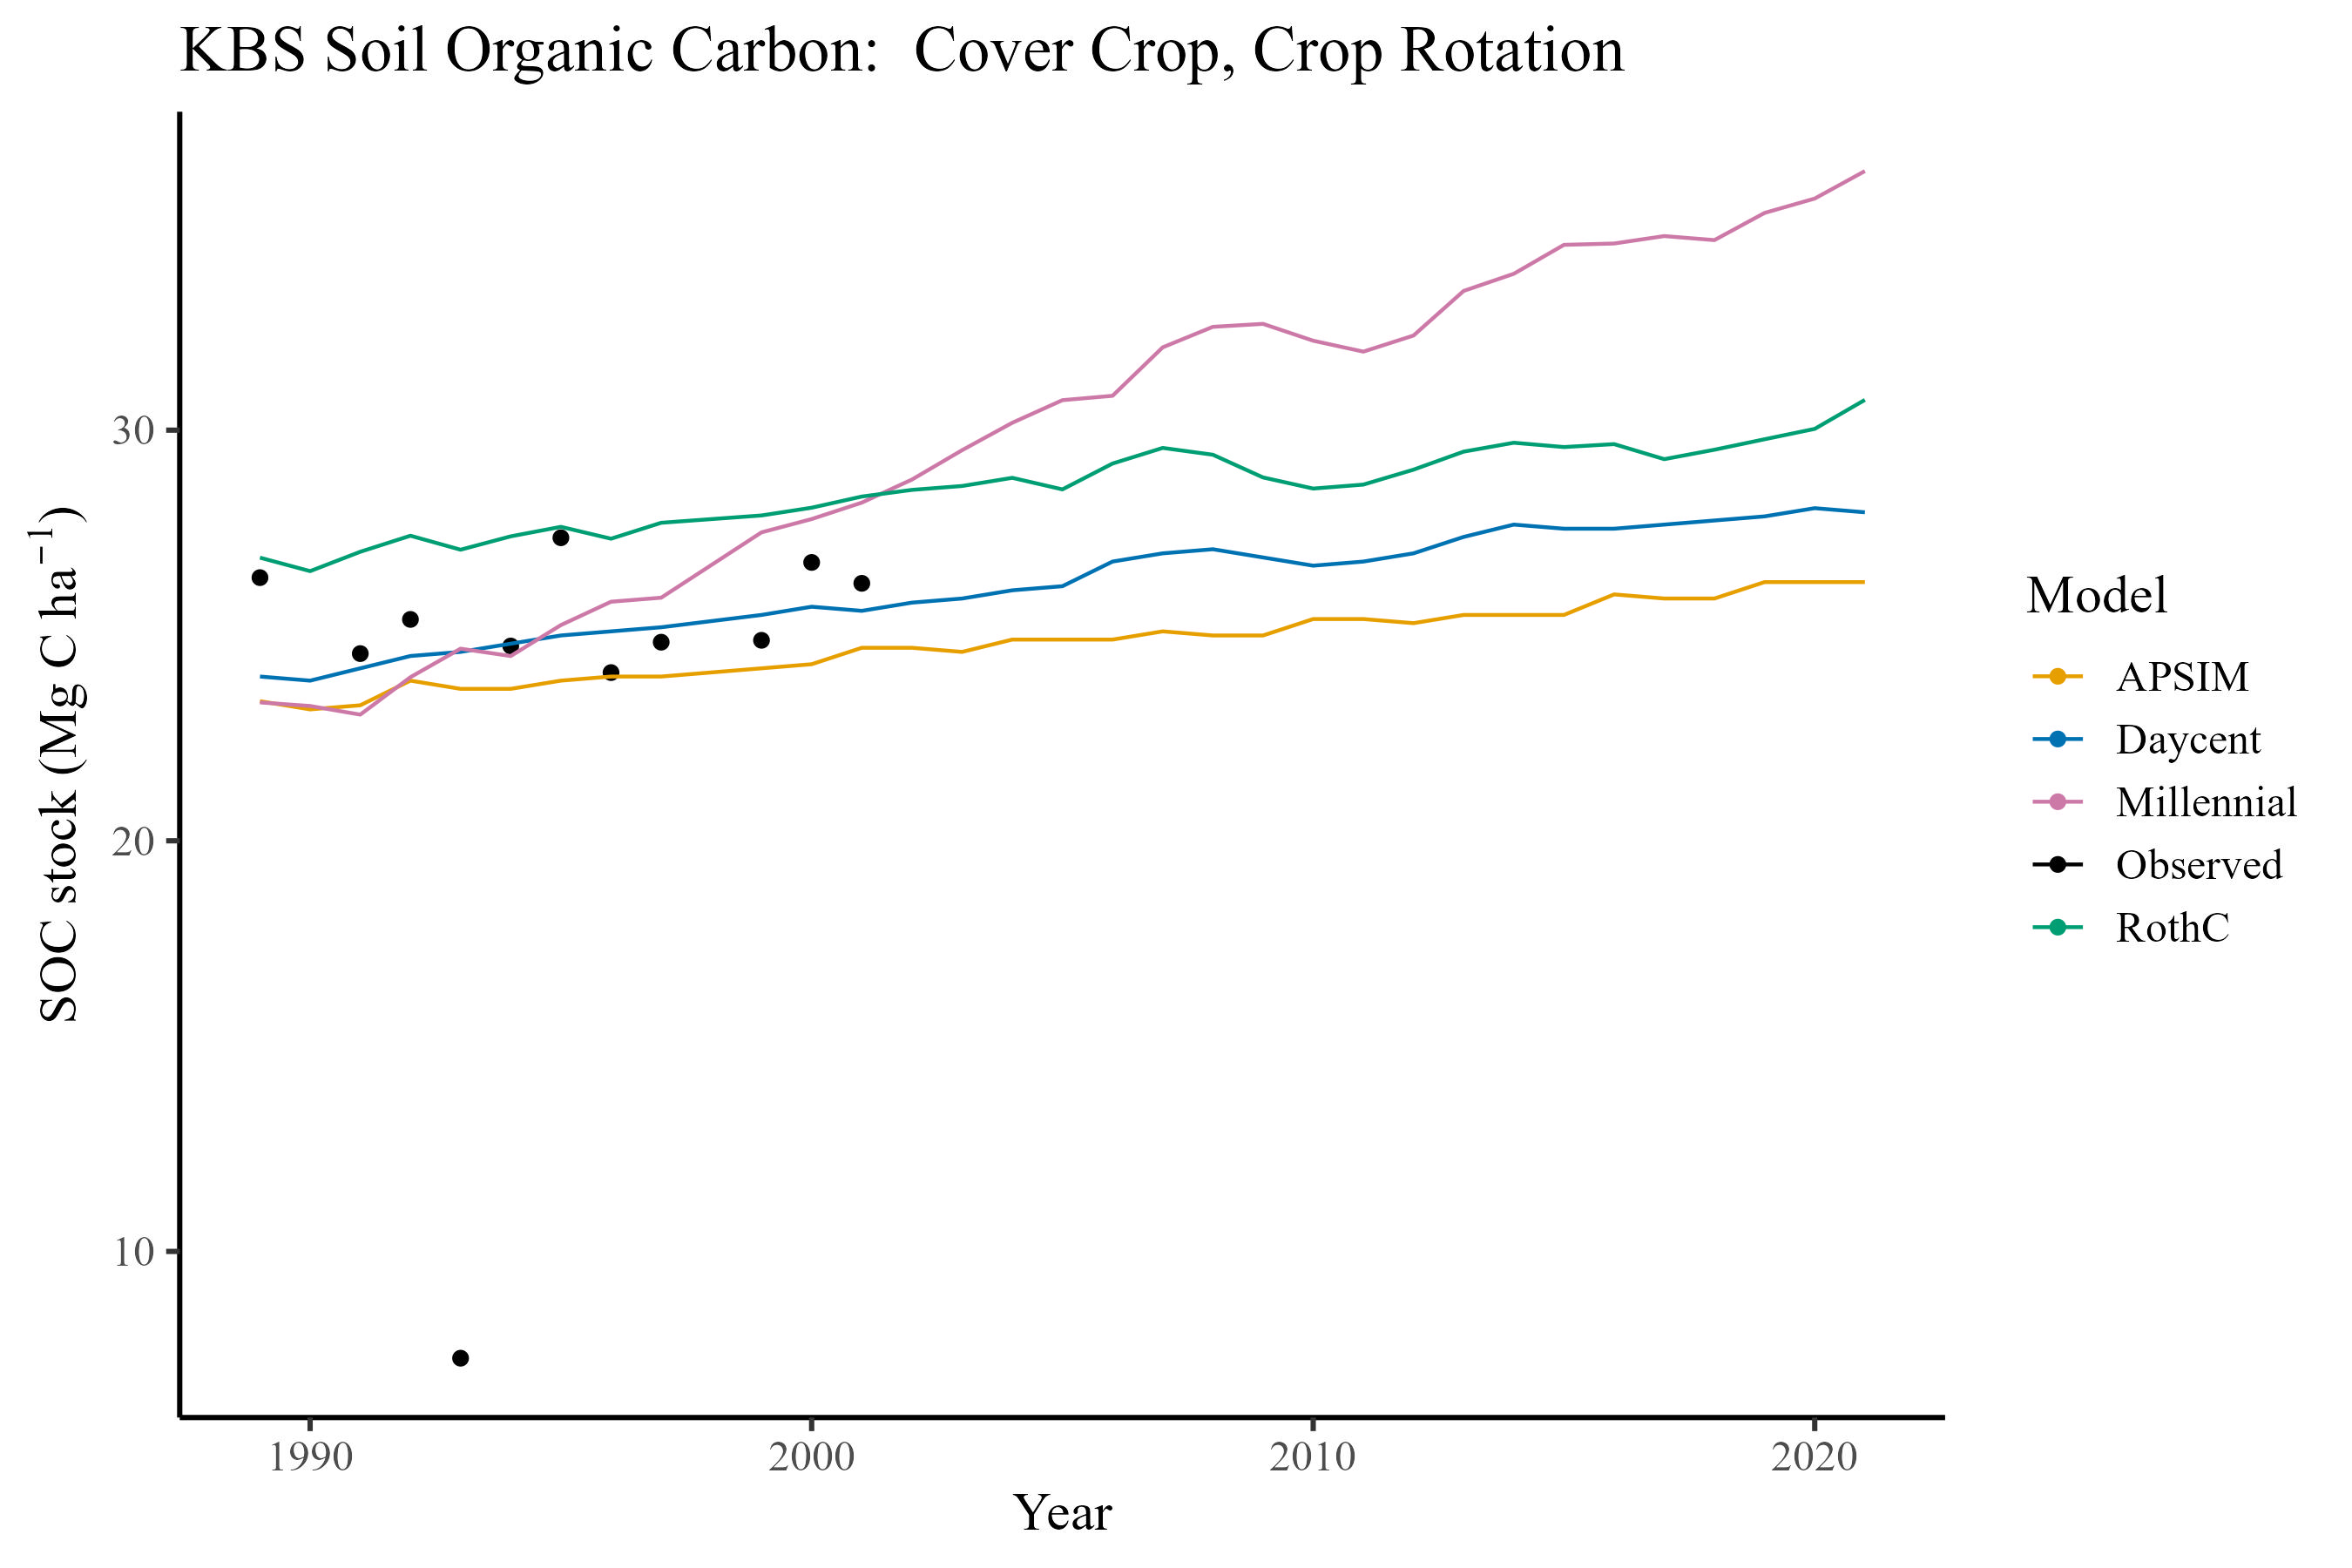 KBS Soil Organic Carbon:  Cover Crop, Crop Rotation
SOC stock (Mg C ha⁻¹)
30
20
10
1990
2000
2010
2020
Year
Model
APSIM
Daycent
Millennial
Observed
RothC